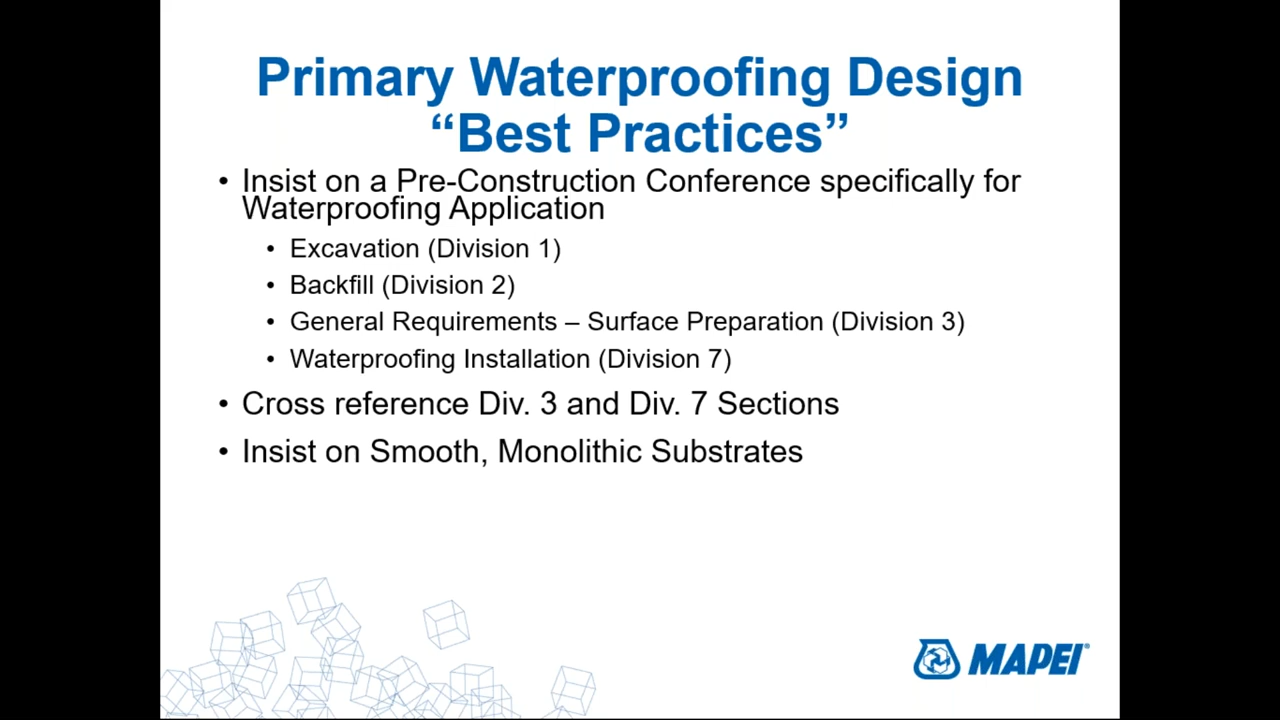 Primary Waterproofing Design
“Best Practices”
• Insist on a Pre-Construction Conference specifically for
Waterproofing Application
• Excavation (Division 1)
• Backfill (Division 2)
• General Requirements – Surface Preparation (Division 3)
• Waterproofing Installation (Division 7)
• Cross reference Div. 3 and Div. 7 Sections
• Insist on Smooth, Monolithic Substrates
MAPEI®